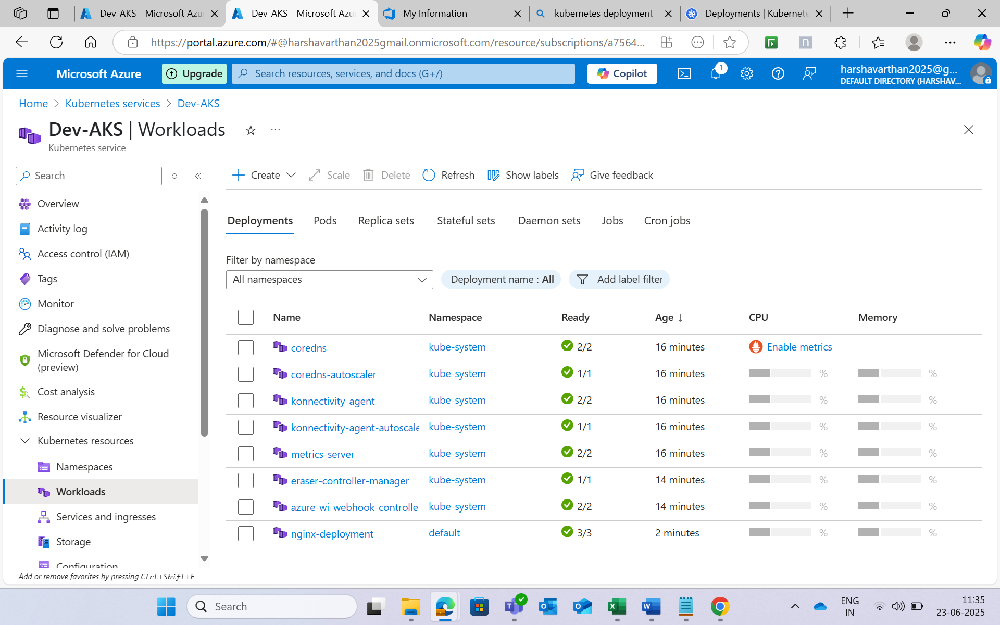 Dev-AKS - Microsoft Azu
Dev-AKS - Microsoft Azu
My Information
kubernetes deployment -
Deployments | Kubernete
https://portal.azure.com/#@harshavarthan2025gmail.onmicrosoft.com/resource/subscriptions/a7564...
Microsoft Azure
Upgrade
Search resources, services, and docs (G+/)
Copilot
1
harshavarthan2025@g...
DEFAULT DIRECTORY (HARSHAV...
Home > Kubernetes services > Dev-AKS
Dev-AKS | Workloads
Kubernetes service
Search
Create
Scale
Delete
Refresh
Show labels
Give feedback
Overview
Activity log
Access control (IAM)
Tags
Monitor
Diagnose and solve problems
Microsoft Defender for Cloud
(preview)
Cost analysis
Resource visualizer
Kubernetes resources
Namespaces
Workloads
Services and ingresses
Storage
Configuration
Add or remove favorites by pressing Ctrl+Shift+F
Deployments Pods Replica sets Stateful sets Daemon sets Jobs Cron jobs
Filter by namespace
All namespaces
Deployment name : All
Add label filter
Name Namespace Ready Age ↓ CPU Memory
coredns kube-system 2/2 16 minutes Enable metrics
coredns-autoscaler kube-system 1/1 16 minutes % %
konnectivity-agent kube-system 2/2 16 minutes % %
konnectivity-agent-autoscale kube-system 1/1 16 minutes % %
metrics-server kube-system 2/2 16 minutes % %
eraser-controller-manager kube-system 1/1 14 minutes % %
azure-wi-webhook-controller kube-system 2/2 14 minutes % %
nginx-deployment default 3/3 2 minutes % %
Search
ENG
IN
11:35
23-06-2025